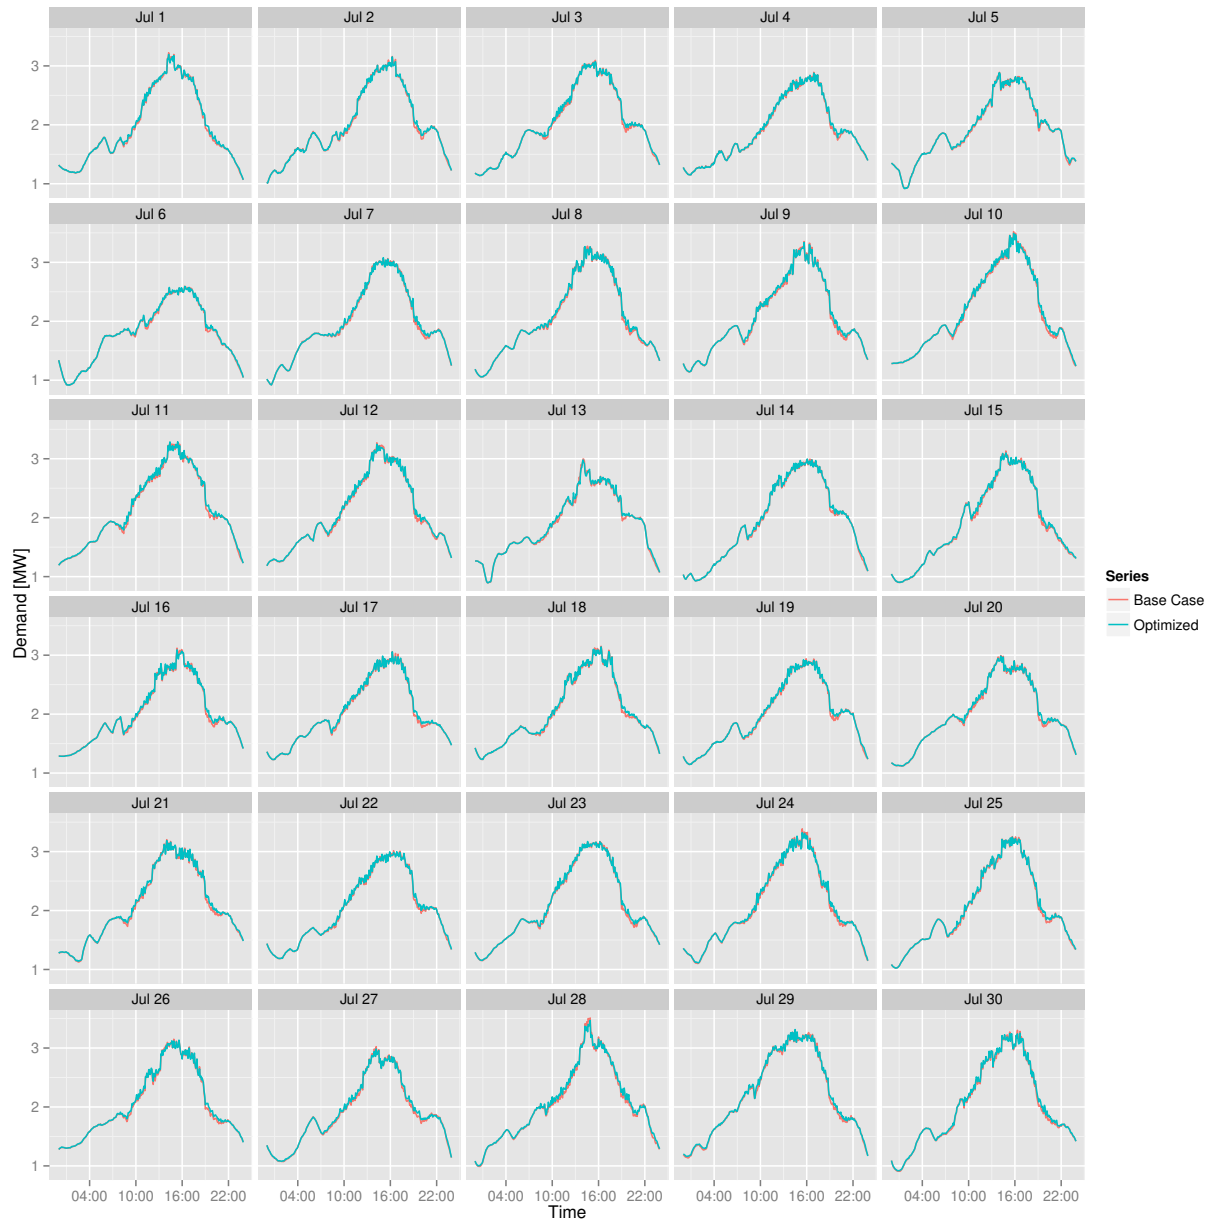 Jul 1 Jul 2 Jul 3 Jul 4 Jul 5
3
2
1
Jul 6 Jul 7 Jul 8 Jul 9 Jul 10
3
2
1
Jul 11 Jul 12 Jul 13 Jul 14 Jul 15
3
2
1
Jul 16 Jul 17 Jul 18 Jul 19 Jul 20
3
2
1
Jul 21 Jul 22 Jul 23 Jul 24 Jul 25
3
2
1
Jul 26 Jul 27 Jul 28 Jul 29 Jul 30
3
2
1
04:00 10:00 16:00 22:00 04:00 10:00 16:00 22:00 04:00 10:00 16:00 22:00 04:00 10:00 16:00 22:00 04:00 10:00 16:00 22:00
Time
Demand [MW]
Series
Base Case
Optimized